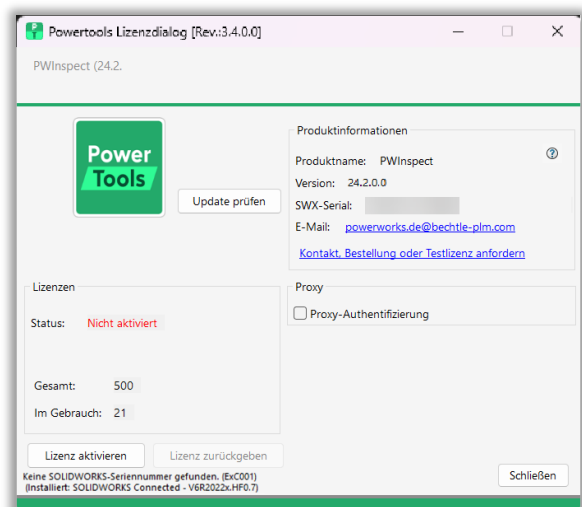 Powertools Lizenzdialog [Rev.:3.4.0.0]
PWInspect (24.2.
Power
Tools
Update prüfen
Produktinformationen
Produktname: PWInspect
Version: 24.2.0.0
SWX-Serial:
E-Mail: powerworks.de@bechtle-plm.com
Kontakt, Bestellung oder Testlizenz anfordern
Lizenzen
Status: Nicht aktiviert
Gesamt: 500
Im Gebrauch: 21
Proxy
Proxy-Authentifizierung
Lizenz aktivieren
Lizenz zurückgeben
Keine SOLIDWORKS-Seriennummer gefunden. (ExC001)
(Installiert: SOLIDWORKS Connected - V6R2022x.HF0.7)
Schließen